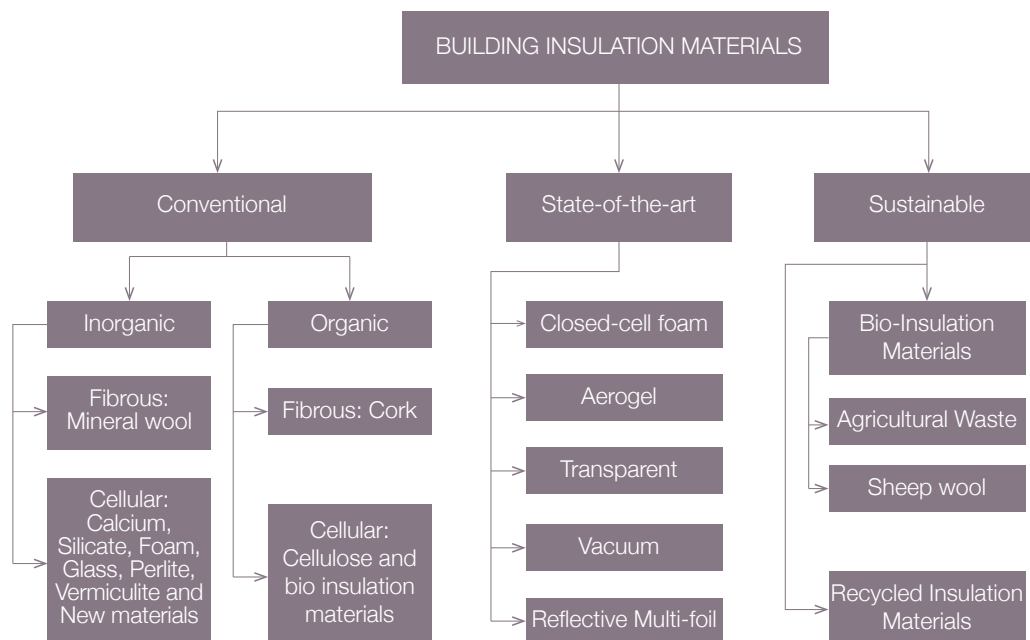 BUILDING INSULATION MATERIALS
Conventional
State-of-the-art
Sustainable
Inorganic
Organic
Closed-cell foam
Bio-Insulation
Materials
Fibrous:
Mineral wool
Fibrous: Cork
Aerogel
Agricultural Waste
Transparent
Sheep wool
Cellular:
Calcium,
Silicate, Foam,
Glass, Perlite,
Vermiculite and
New materials
Cellular:
Cellulose and
bio insulation
materials
Vacuum
Reflective Multi-foil
Recycled Insulation
Materials